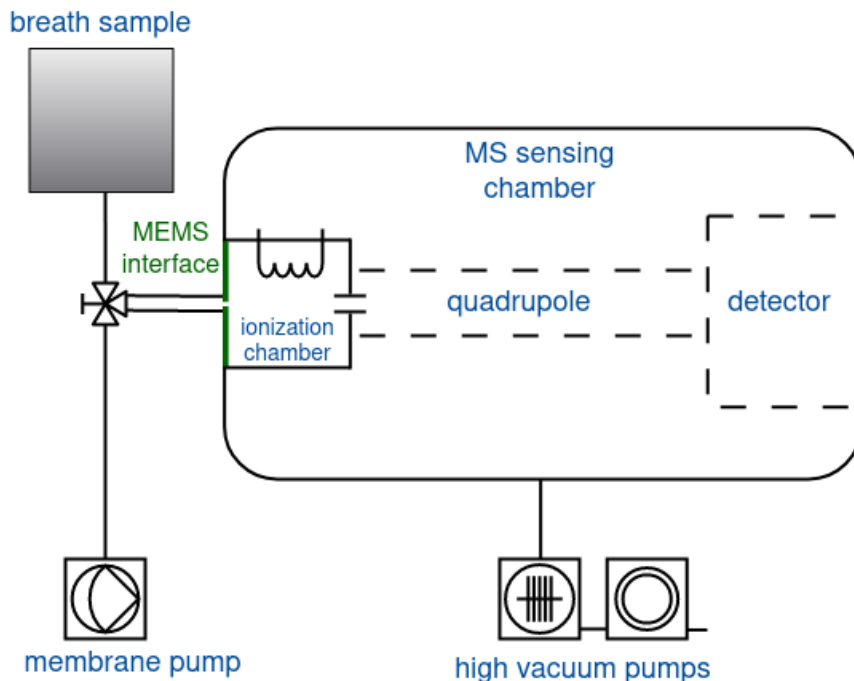 breath sample
MS sensing
chamber
MEMS
interface
ionization
chamber
quadrupole
detector
membrane pump
high vacuum pumps